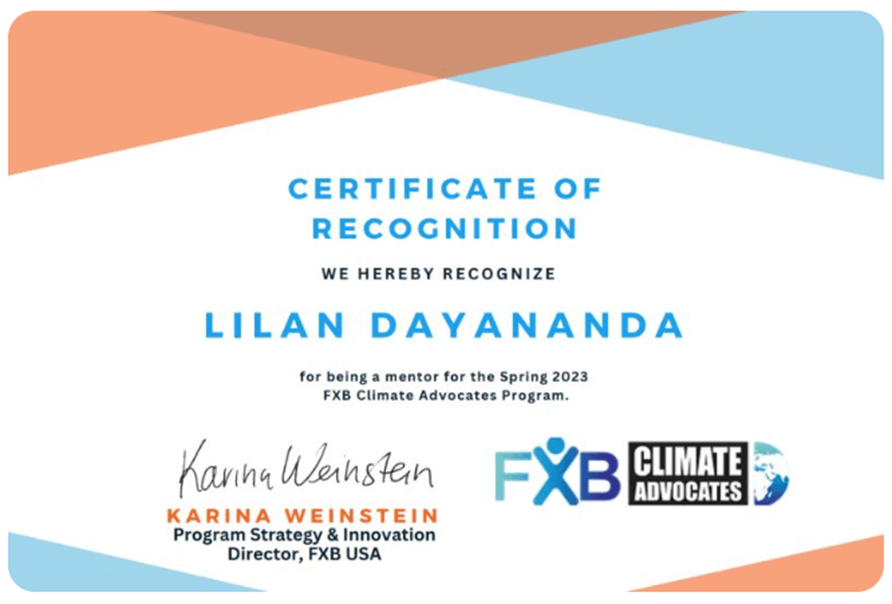 CERTIFICATE OF
RECOGNITION
WE HEREBY RECOGNIZE
LILAN DAYANANDA
for being a mentor for the Spring 2023
FXB Climate Advocates Program.
Karina Weinstein
KARINA WEINSTEIN
Program Strategy & Innovation
Director, FXB USA
FXB CLIMATE
ADVOCATES